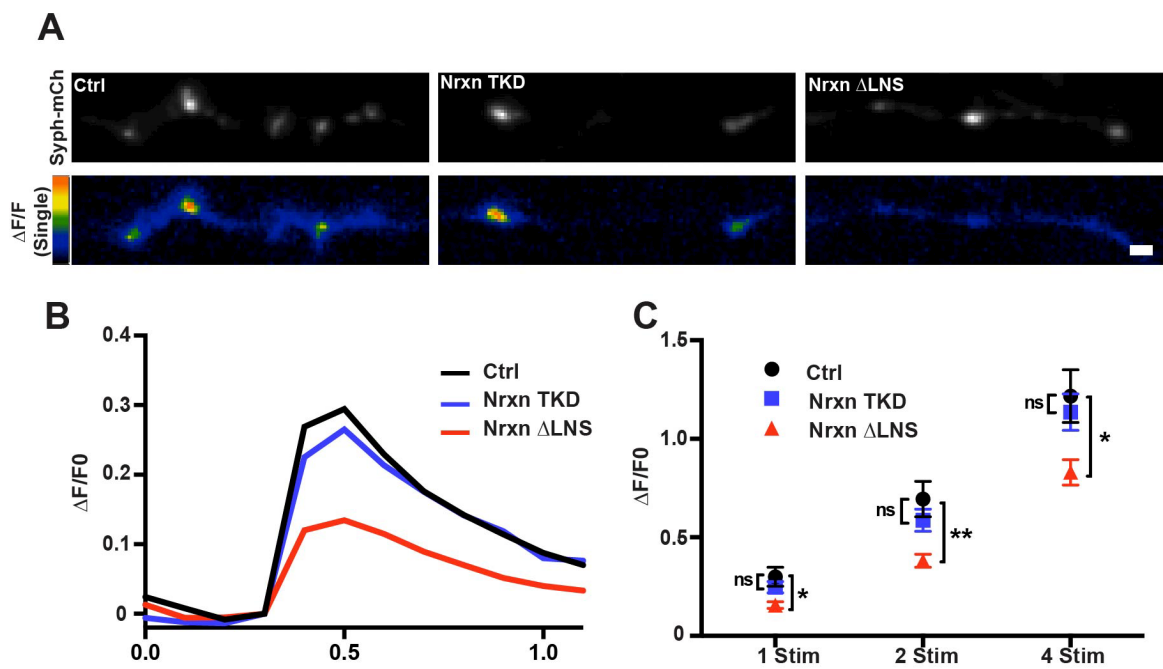 A
Syph-mCh
Ctrl
Nrxn TKD
Nrxn ΔLNS
ΔF/F
(Single)
B
ΔF/F0
0.4
0.3
0.2
0.1
0
0.0
0.5
1.0
Ctrl
Nrxn TKD
Nrxn ΔLNS
C
ΔF/F0
1.5
1.0
0.5
0
Ctrl
Nrxn TKD
Nrxn ΔLNS
ns
*
ns
**
ns
*
1 Stim
2 Stim
4 Stim